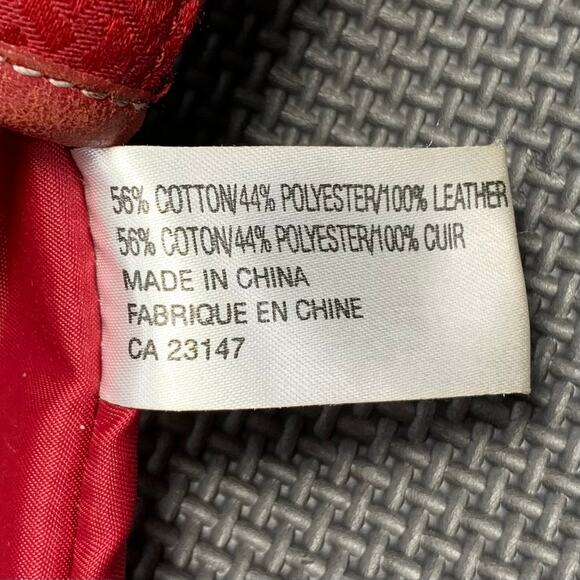 56% COTTON/44% POLYESTER/100% LEATHER
56% COTON/44% POLYESTER/100% CUIR
MADE IN CHINA
FABRIQUE EN CHINE
CA 23147